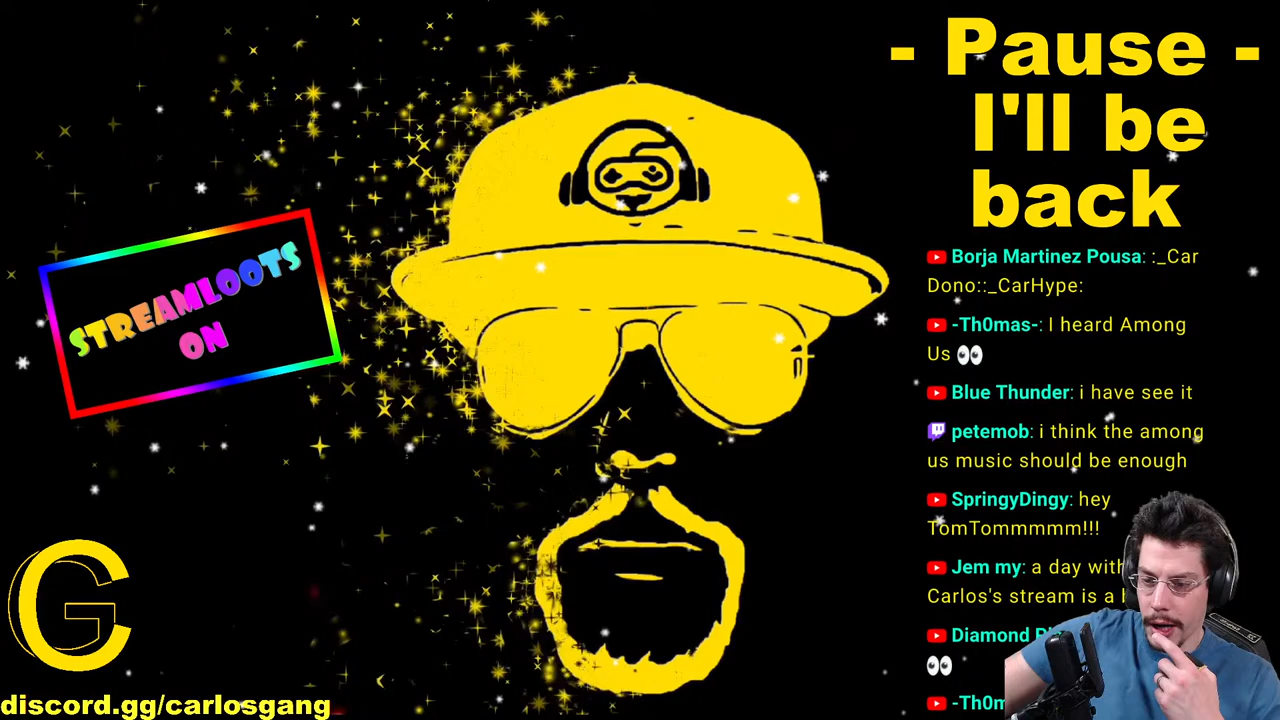 - Pause -
I'll be
back
STREAMLOOTS
ON
Borja Martinez Pousa: :_Car
Dono::_CarHype:
-Th0mas-: I heard Among
Us 👀
Blue Thunder: i have see it
petemob: i think the among
us music should be enough
SpringyDingy: hey
TomTommmmm!!!
Jem my: a day with
Carlos's stream is a
Diamond
👀
G
discord.gg/carlosgang